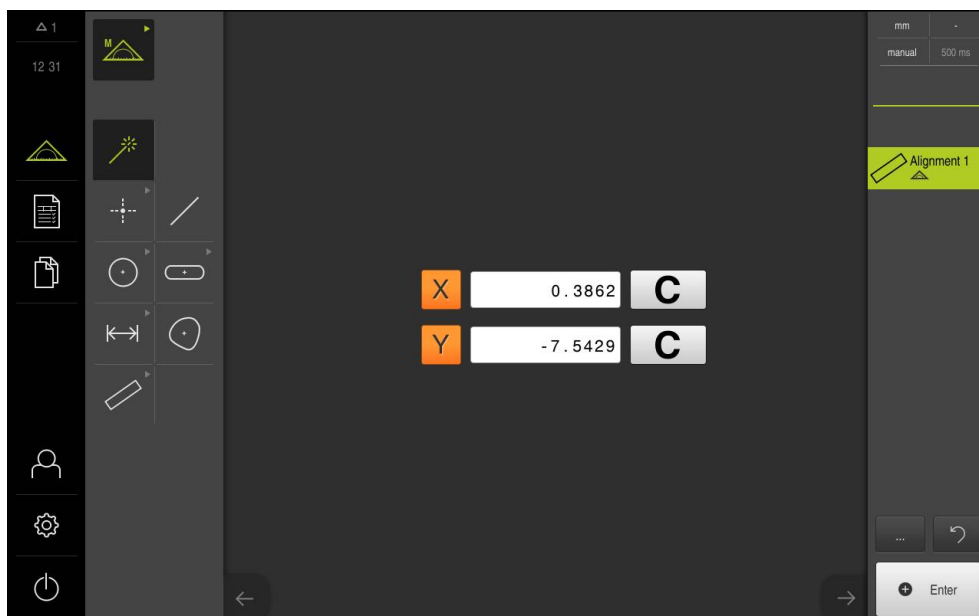 1
12 31
M
X 0.3862 C
Y -7.5429 C
mm -
manual 500 ms
Alignment 1
...
Enter